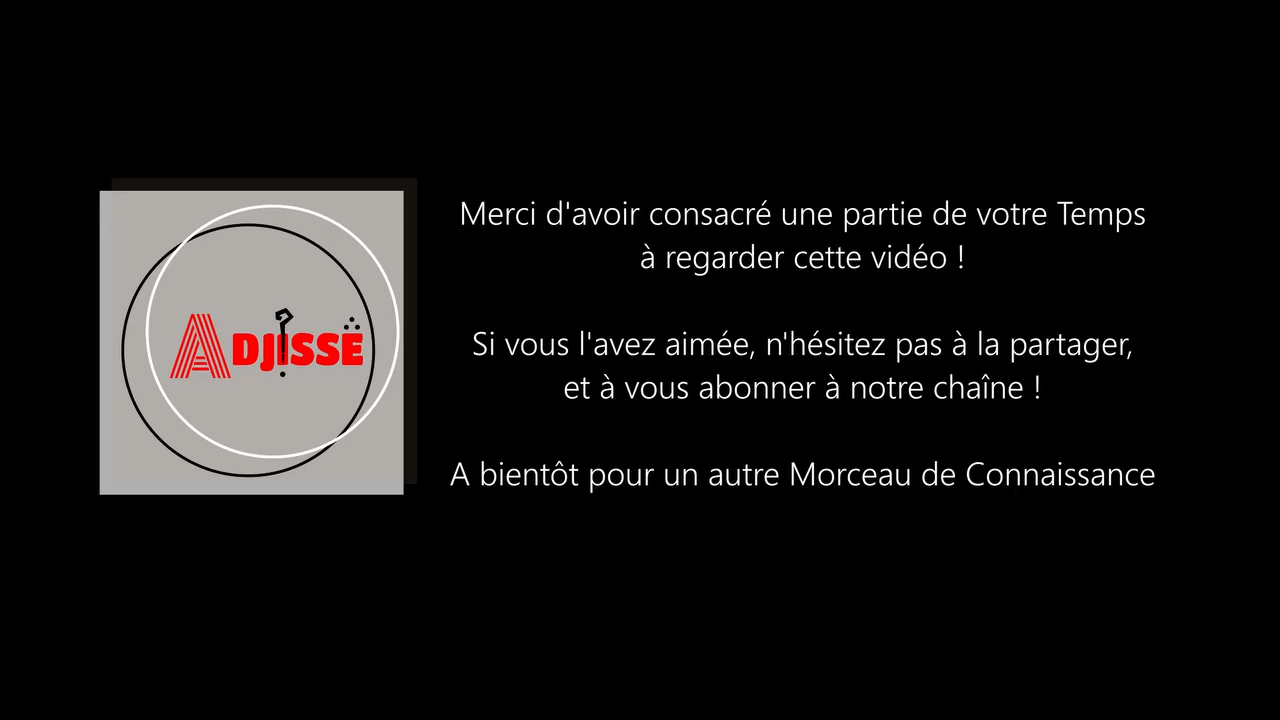 ADJISSE
Merci d'avoir consacré une partie de votre Temps
à regarder cette vidéo !
Si vous l'avez aimée, n'hésitez pas à la partager,
et à vous abonner à notre chaîne !
A bientôt pour un autre Morceau de Connaissance